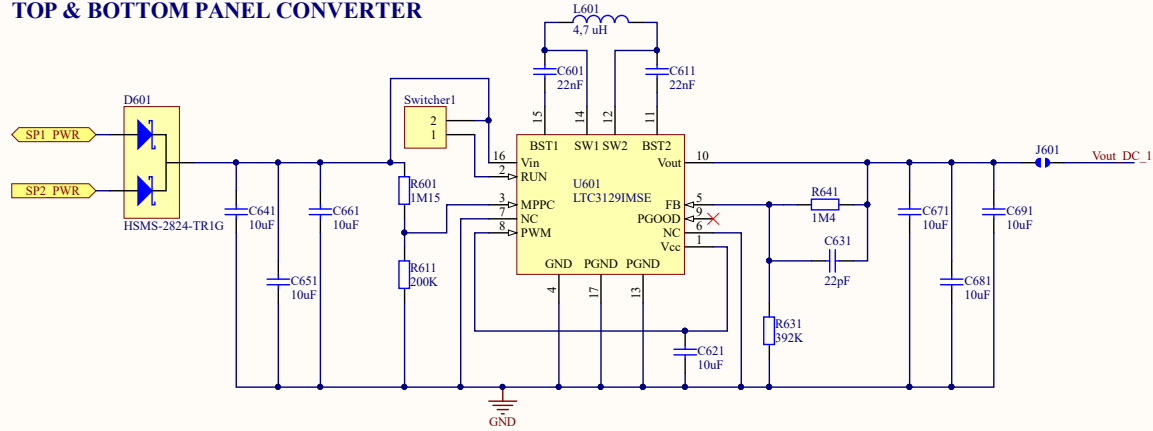 TOP & BOTTOM PANEL CONVERTER
L601
4,7 uH
C601
22nF
C611
22nF
D601
Switcher1
2
1
15
14
12
11
BST1
SW1
SW2
BST2
SP1_PWR
SP2_PWR
HSMS-2824-TR1G
16
Vin
2
RUN
3
MPPC
7
NC
8
PWM
U601
LTC3129IMSE
Vout
10
FB
5
PGOOD
9
NC
6
Vcc
1
GND
PGND
PGND
4
17
13
J601
Vout_DC_1
R601
1M15
R611
200K
C641
10uF
C651
10uF
C661
10uF
R641
1M4
C631
22pF
R631
392K
C621
10uF
C671
10uF
C681
10uF
C691
10uF
GND